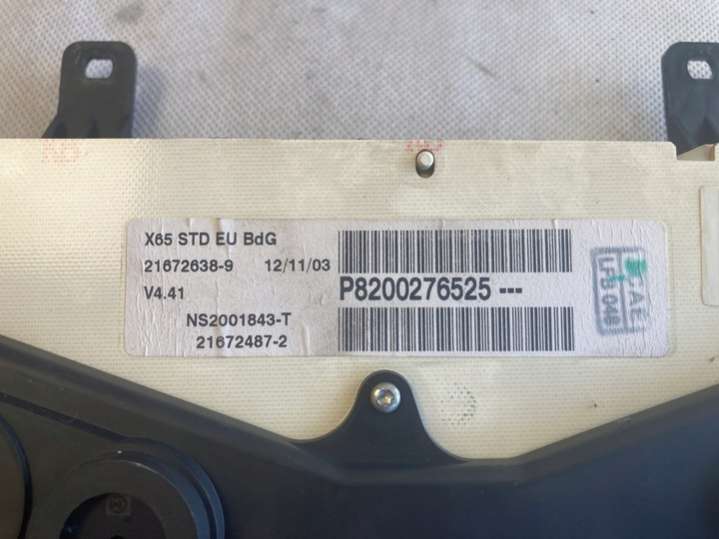 X65 STD EU BdG
21672638-9 12/11/03
V4.41
P8200276525 ---
NS2001843-T
21672487-2